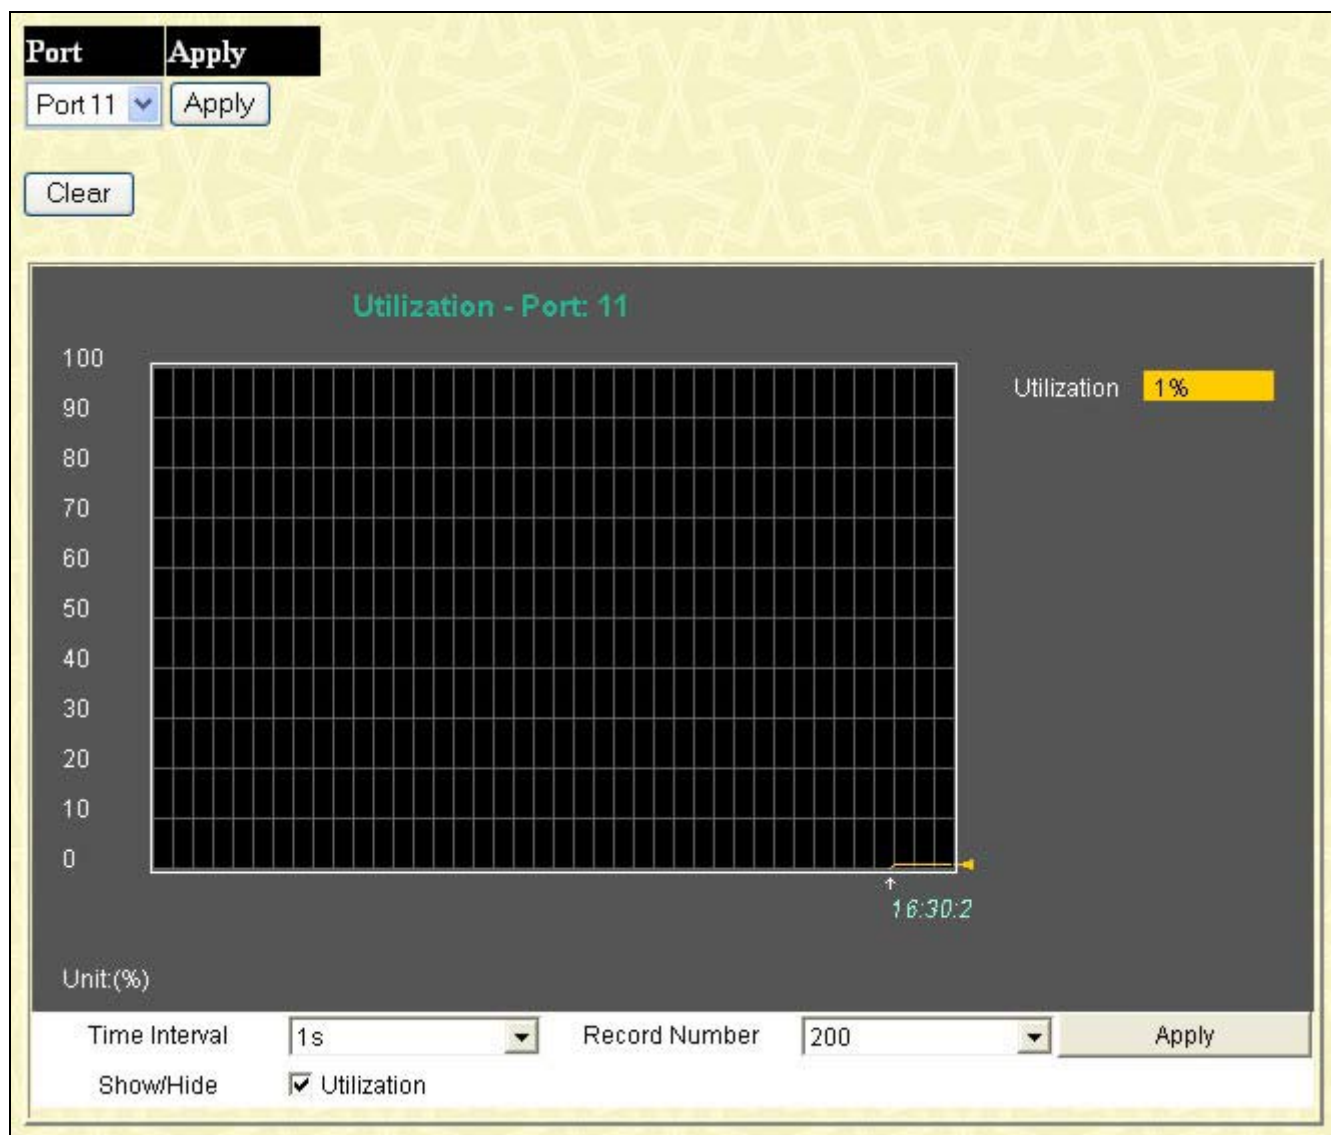 Port Apply
Port 11 Apply
Clear
Utilization - Port: 11
100
90
80
70
60
50
40
30
20
10
0
Utilization 1%
16:30:2
Unit:(%)
Time Interval 1s Record Number 200 Apply
Show/Hide Utilization